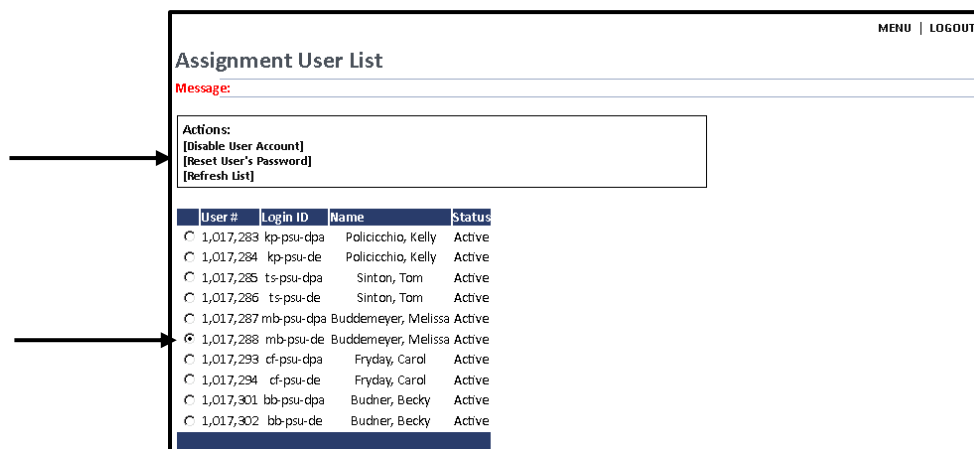 MENU | LOGOUT
Assignment User List
Message:
Actions:
[Disable User Account]
[Reset User's Password]
[Refresh List]
User # Login ID Name Status
1,017,283 kp-psu-dpa Policicchio, Kelly Active
1,017,284 kp-psu-de Policicchio, Kelly Active
1,017,285 ts-psu-dpa Sinton, Tom Active
1,017,286 ts-psu-de Sinton, Tom Active
1,017,287 mb-psu-dpa Buddemeyer, Melissa Active
1,017,288 mb-psu-de Buddemeyer, Melissa Active
1,017,293 cf-psu-dpa Fryday, Carol Active
1,017,294 cf-psu-de Fryday, Carol Active
1,017,301 bb-psu-dpa Budner, Becky Active
1,017,302 bb-psu-de Budner, Becky Active